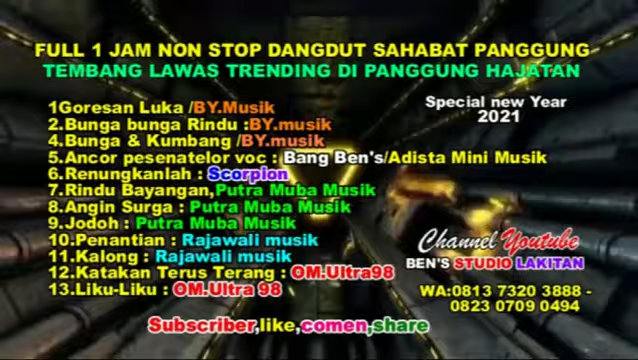 FULL 1 JAM NON STOP DANGDUT SAHABAT PANGGUNG
TEMBANG LAWAS TRENDING DI PANGGUNG HAJATAN
Special new Year
2021
1Goresan Luka /BY.Musik
2.Bunga bunga Rindu :BY.musik
4.Bunga & Kumbang /BY.musik
5.Ancor pesenatelor voc : Bang Ben's/Adista Mini Musik
6.Renungkanlah : Scorpion
7.Rindu Bayangan,Putra Muba Musik
8.Angin Surga : Putra Muba Musik
9.Jodoh : Putra Muba Musik
10.Penantian : Rajawali musik
11.Kalong : Rajawali musik
12.Katakan Terus Terang : OM.Ultra98
13.Liku-Liku : OM.Ultra 98
Channel Youtube
BEN'S STUDIO LAKITAN
WA:0813 7320 3888 -
0823 0709 0494
Subscriber,like,comen,share